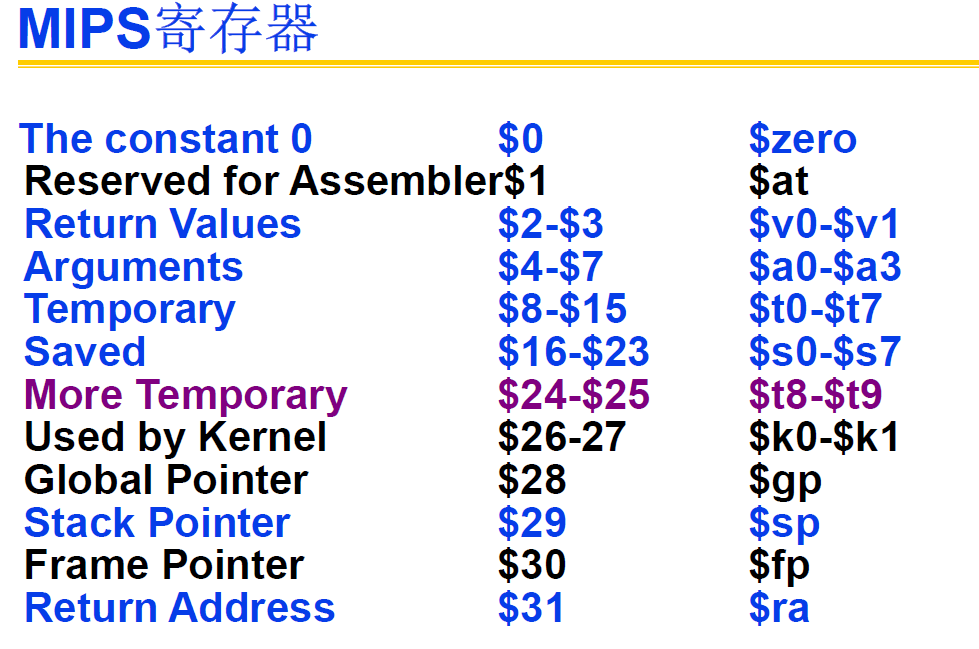 MIPS寄存器
The constant 0 $0 $zero
Reserved for Assembler$1 $at
Return Values $2-$3 $v0-$v1
Arguments $4-$7 $a0-$a3
Temporary $8-$15 $t0-$t7
Saved $16-$23 $s0-$s7
More Temporary $24-$25 $t8-$t9
Used by Kernel $26-27 $k0-$k1
Global Pointer $28 $gp
Stack Pointer $29 $sp
Frame Pointer $30 $fp
Return Address $31 $ra